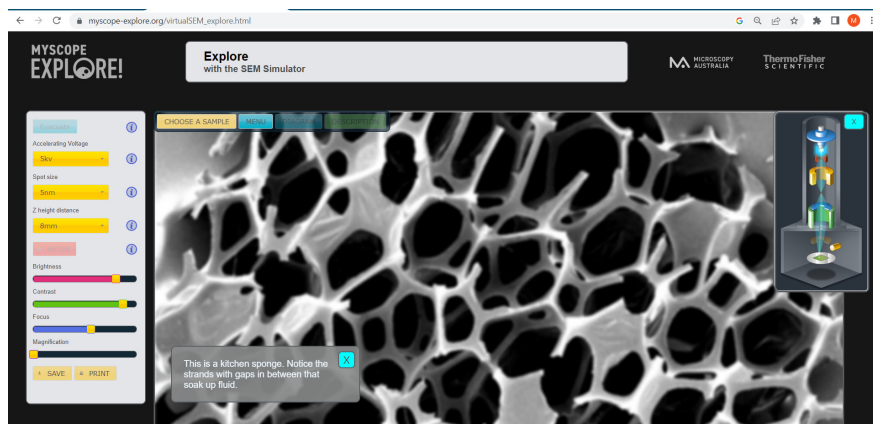 myscope-explore.org/virtualSEM_explore.html
G
M
MYSCOPE
EXPLORE!
Explore
with the SEM Simulator
MICROSCOPY
AUSTRALIA
ThermoFisher
SCIENTIFIC
CHOOSE A SAMPLE
MENU
DESCRIPTION
X
i
Accelerating Voltage
5kv
i
Spot size
5nm
i
Z height distance
8mm
i
i
Brightness
Contrast
Focus
Magnification
SAVE
PRINT
This is a kitchen sponge. Notice the
strands with gaps in between that
soak up fluid.
X